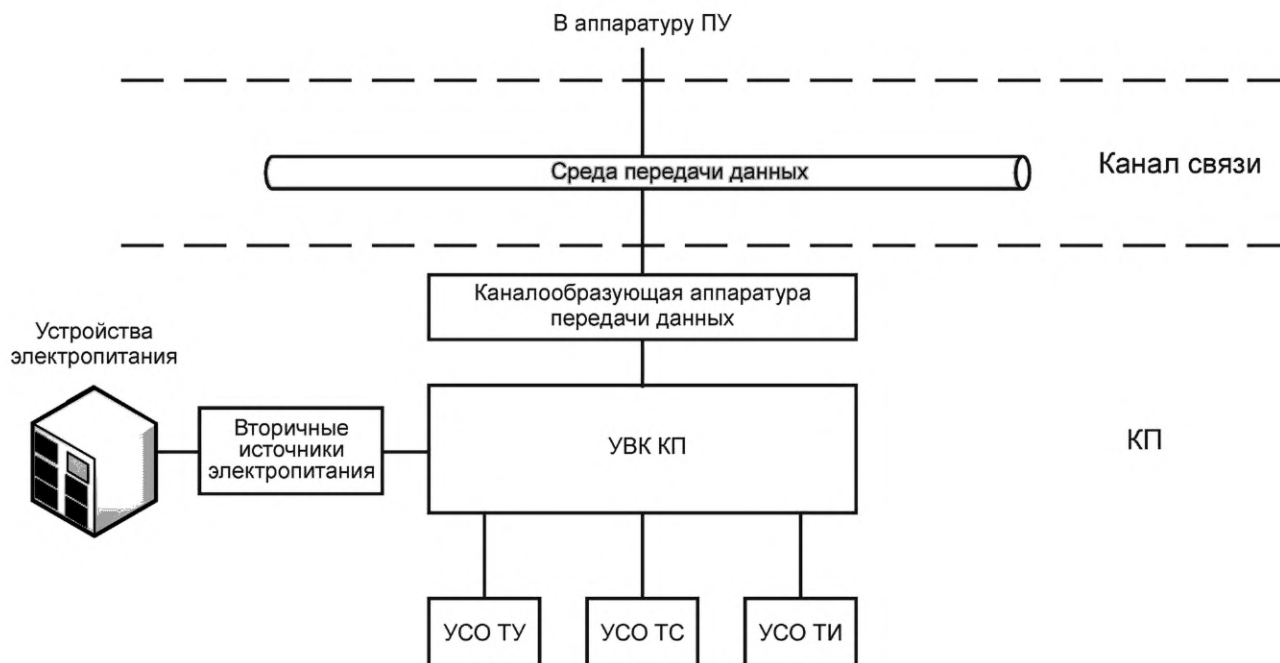 В аппаратуру ПУ
Среда передачи данных
Канал связи
Каналообразующая аппаратура
передачи данных
Устройства
электропитания
Вторичные
источники
электропитания
УВК КП
КП
УСО ТУ
УСО ТС
УСО ТИ